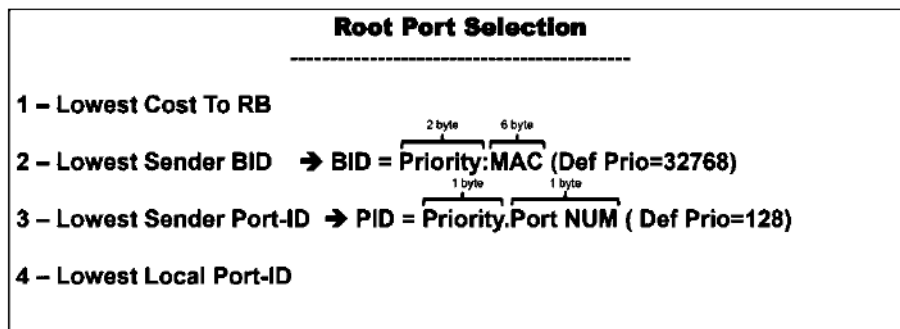 Root Port Selection
-------------------------------------------
1 – Lowest Cost To RB
2 byte 6 byte
2 – Lowest Sender BID ➔ BID = Priority:MAC (Def Prio=32768)
1 byte 1 byte
3 – Lowest Sender Port-ID ➔ PID = Priority.Port NUM ( Def Prio=128)
4 – Lowest Local Port-ID